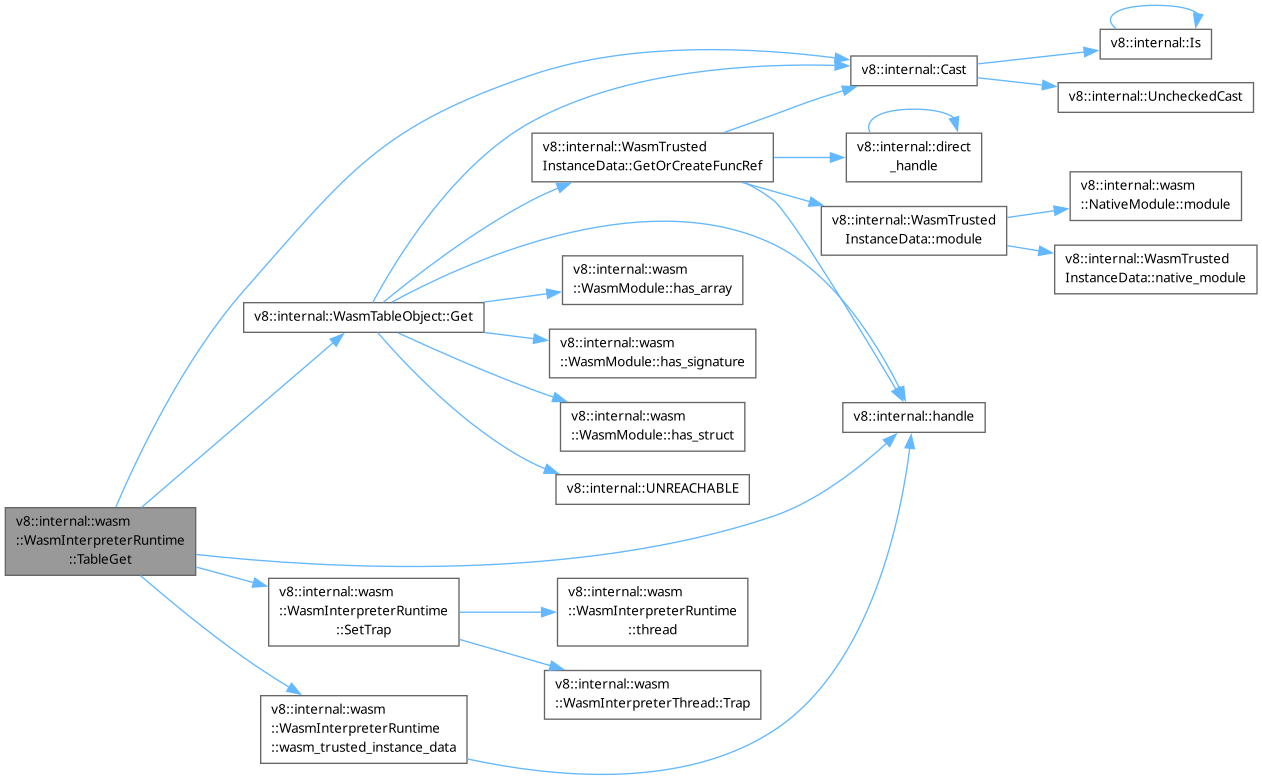 v8::internal::Is
v8::internal::Cast
v8::internal::UncheckedCast
v8::internal::WasmTrusted
InstanceData::GetOrCreateFuncRef
v8::internal::direct
_handle
v8::internal::wasm
::NativeModule::module
v8::internal::WasmTrusted
InstanceData::module
v8::internal::WasmTrusted
InstanceData::native_module
v8::internal::wasm
::WasmModule::has_array
v8::internal::WasmTableObject::Get
v8::internal::wasm
::WasmModule::has_signature
v8::internal::wasm
::WasmModule::has_struct
v8::internal::handle
v8::internal::UNREACHABLE
v8::internal::wasm
::WasmInterpreterRuntime
::TableGet
v8::internal::wasm
::WasmInterpreterRuntime
::SetTrap
v8::internal::wasm
::WasmInterpreterRuntime
::thread
v8::internal::wasm
::WasmInterpreterThread::Trap
v8::internal::wasm
::WasmInterpreterRuntime
::wasm_trusted_instance_data